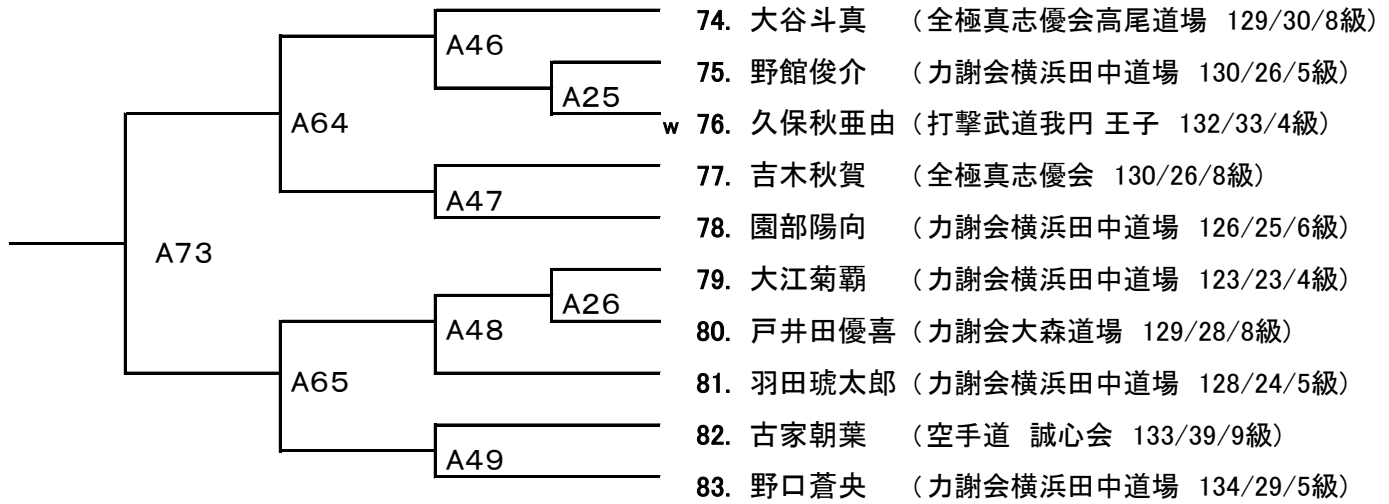 74. 大谷斗真 （全極真志優会高尾道場 129/30/8級）
A46
75. 野館俊介 （力謝会横浜田中道場 130/26/5級）
A25
A64
w 76. 久保秋亜由（打撃武道我円 王子 132/33/4級）
77. 吉木秋賀 （全極真志優会 130/26/8級）
A47
78. 園部陽向 （力謝会横浜田中道場 126/25/6級）
A73
79. 大江菊覇 （力謝会横浜田中道場 123/23/4級）
A26
80. 戸井田優喜（力謝会大森道場 129/28/8級）
A48
A65
81. 羽田琥太郎（力謝会横浜田中道場 128/24/5級）
82. 古家朝葉 （空手道 誠心会 133/39/9級）
A49
83. 野口蒼央 （力謝会横浜田中道場 134/29/5級）